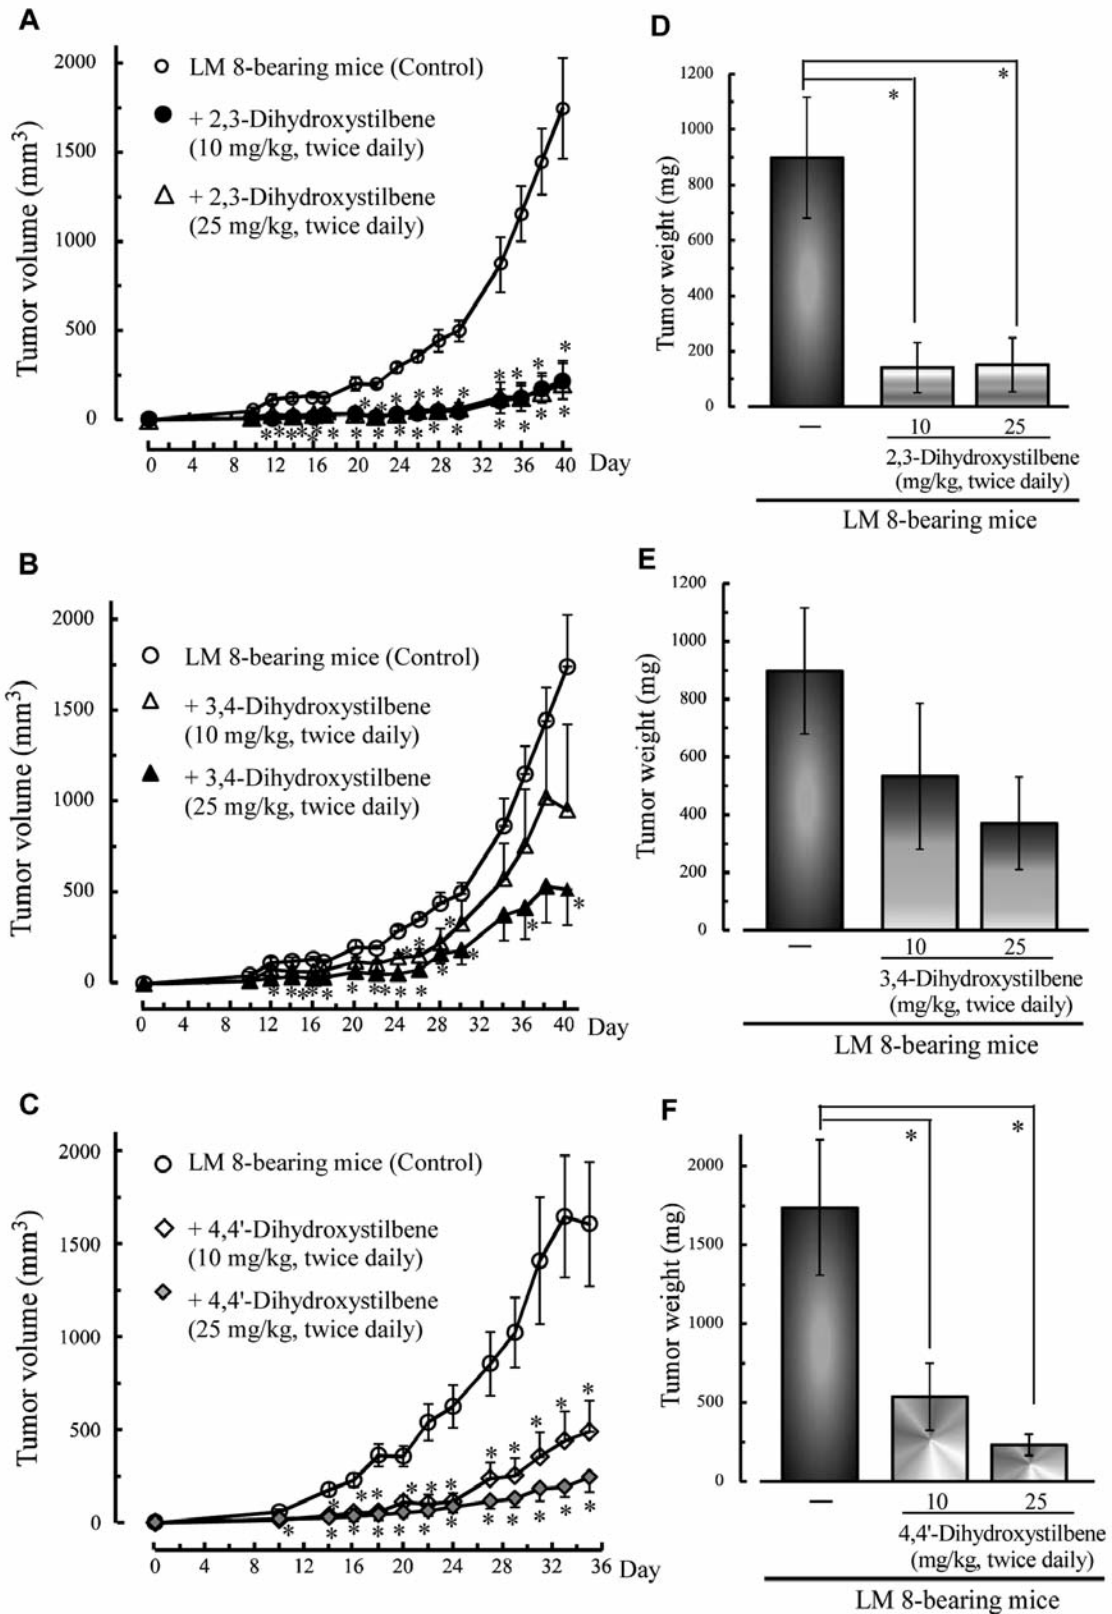 A
Tumor volume (mm³)
2000
1500
1000
500
0
LM 8-bearing mice (Control)
+ 2,3-Dihydroxystilbene
(10 mg/kg, twice daily)
+ 2,3-Dihydroxystilbene
(25 mg/kg, twice daily)
0 4 8 12 16 20 24 28 32 36 40 Day
D
Tumor weight (mg)
1200
1000
800
600
400
200
0
* *
— 10 25
2,3-Dihydroxystilbene
(mg/kg, twice daily)
LM 8-bearing mice
B
Tumor volume (mm³)
2000
1500
1000
500
0
LM 8-bearing mice (Control)
+ 3,4-Dihydroxystilbene
(10 mg/kg, twice daily)
+ 3,4-Dihydroxystilbene
(25 mg/kg, twice daily)
0 4 8 12 16 20 24 28 32 36 40 Day
E
Tumor weight (mg)
1200
1000
800
600
400
200
0
— 10 25
3,4-Dihydroxystilbene
(mg/kg, twice daily)
LM 8-bearing mice
C
Tumor volume (mm³)
2000
1500
1000
500
0
LM 8-bearing mice (Control)
+ 4,4'-Dihydroxystilbene
(10 mg/kg, twice daily)
+ 4,4'-Dihydroxystilbene
(25 mg/kg, twice daily)
0 4 8 12 16 20 24 28 32 36 Day
F
Tumor weight (mg)
2000
1500
1000
500
0
* *
— 10 25
4,4'-Dihydroxystilbene
(mg/kg, twice daily)
LM 8-bearing mice